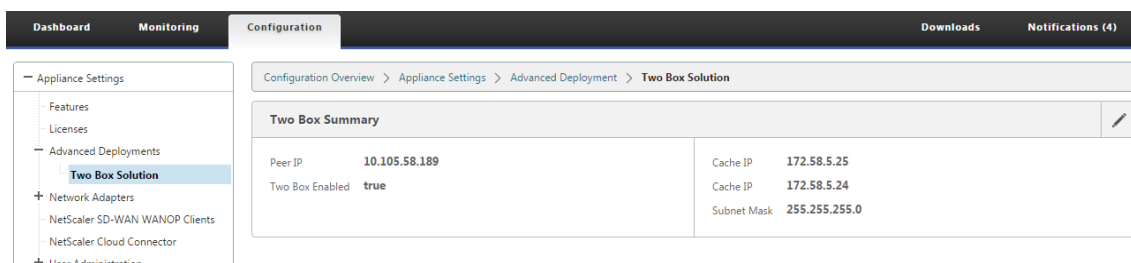 Dashboard Monitoring Configuration Downloads Notifications (4)
Appliance Settings
Features
Licenses
Advanced Deployments
Two Box Solution
Network Adapters
NetScaler SD-WAN WANOP Clients
NetScaler Cloud Connector
User Administration
Configuration Overview > Appliance Settings > Advanced Deployment > Two Box Solution
Two Box Summary
Peer IP 10.105.58.189
Two Box Enabled true
Cache IP 172.58.5.25
Cache IP 172.58.5.24
Subnet Mask 255.255.255.0